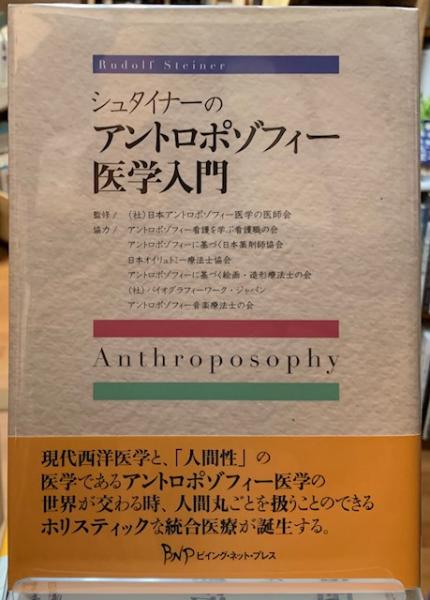 Rudolf Steiner
シュタイナーの
アントロポゾフィー
医学入門
監修/ (社)日本アントロポゾフィー医学の医師会
協力/ アントロポゾフィー看護を学ぶ看護職の会
アントロポゾフィーに基づく日本薬剤師協会
日本オイリュトミー療法士協会
アントロポゾフィーに基づく絵画・造形療法士の会
(社)バイオグラフィーワーク・ジャパン
アントロポゾフィー音楽療法士の会
Anthroposophy
現代西洋医学と、「人間性」の
医学であるアントロポゾフィー医学の
世界が交わる時、人間丸ごとを扱うことのできる
ホリスティックな統合医療が誕生する。
BNP ビイング・ネット・プレス